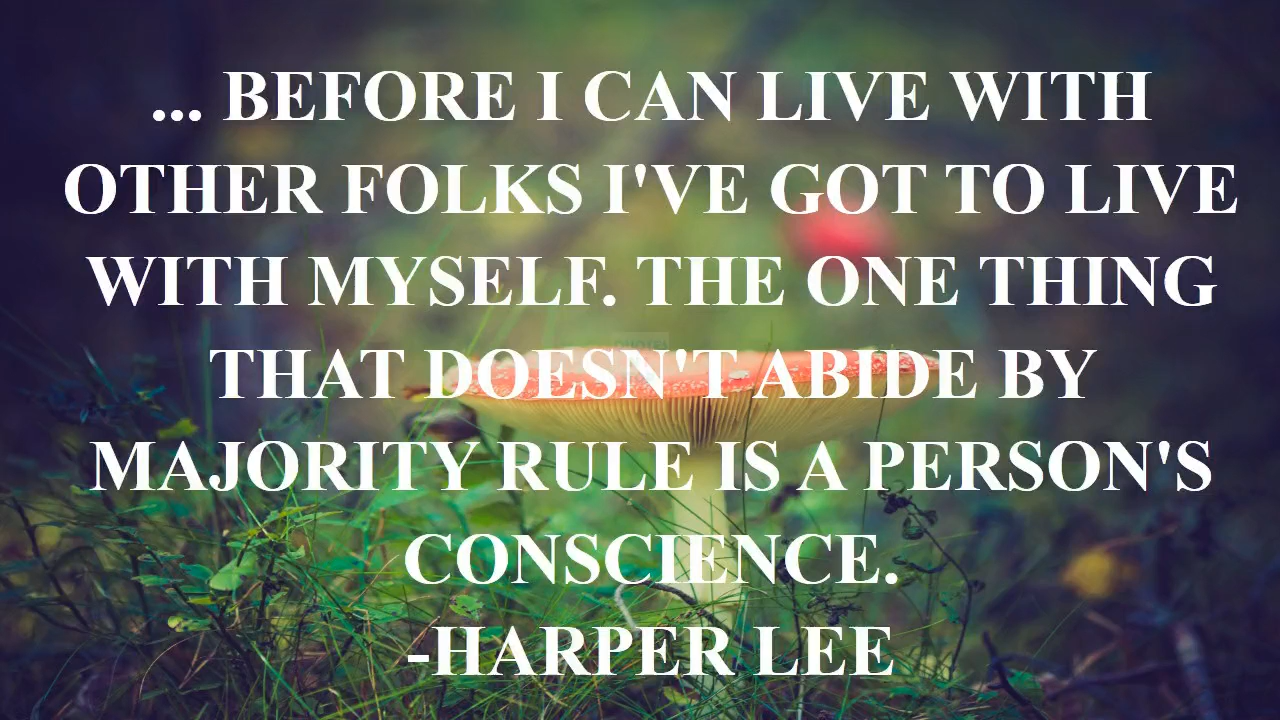 ... BEFORE I CAN LIVE WITH
OTHER FOLKS I'VE GOT TO LIVE
WITH MYSELF. THE ONE THING
THAT DOESN'T ABIDE BY
MAJORITY RULE IS A PERSON'S
CONSCIENCE.
-HARPER LEE